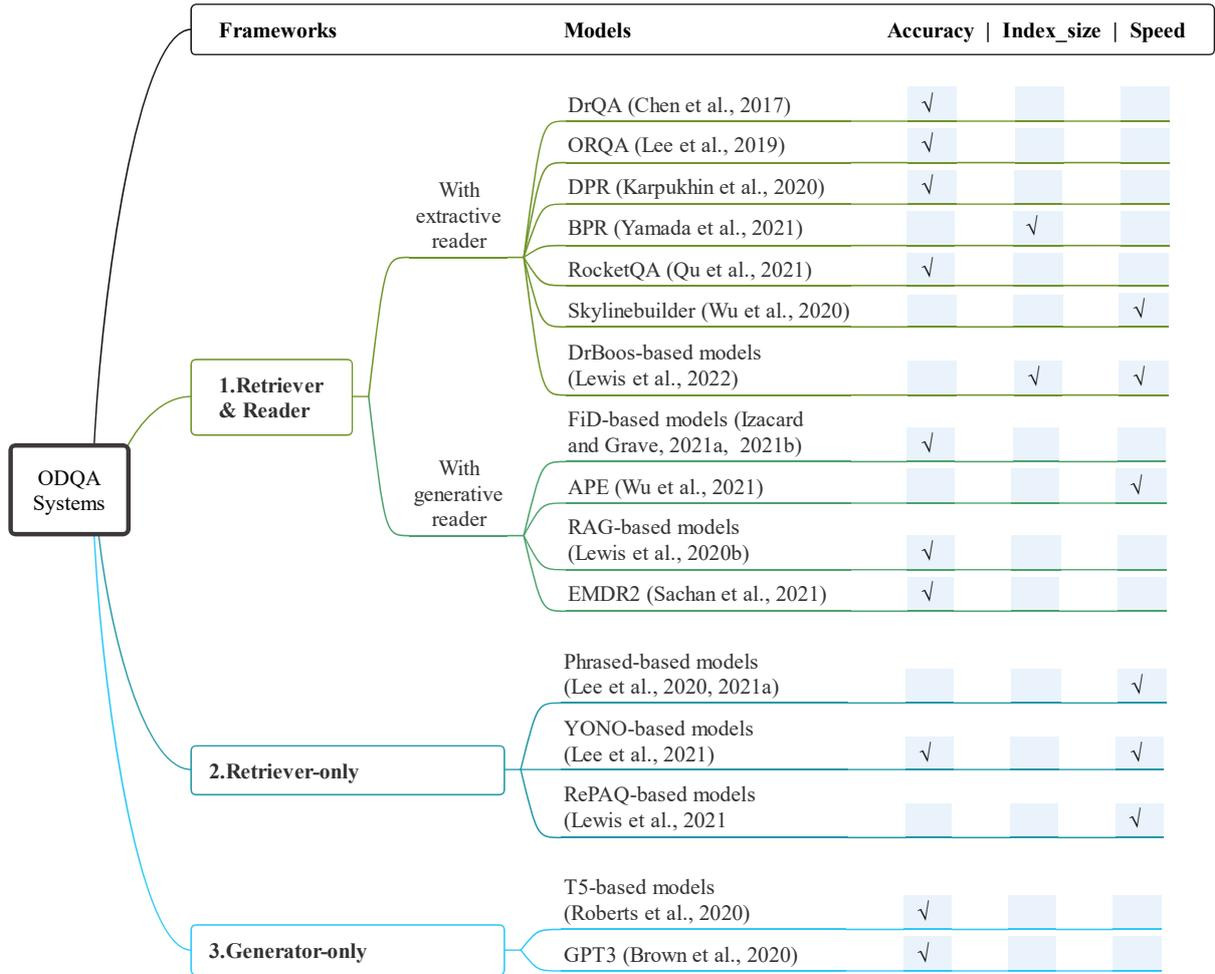 Frameworks Models Accuracy | Index_size | Speed
DrQA (Chen et al., 2017) √
ORQA (Lee et al., 2019) √
DPR (Karpukhin et al., 2020) √
BPR (Yamada et al., 2021) √
RocketQA (Qu et al., 2021) √
Skylinebuilder (Wu et al., 2020) √
DrBoos-based models
(Lewis et al., 2022) √ √
With
extractive
reader
1.Retriever
& Reader
FiD-based models (Izacard
and Grave, 2021a, 2021b) √
APE (Wu et al., 2021) √
RAG-based models
(Lewis et al., 2020b) √
EMDR2 (Sachan et al., 2021) √
With
generative
reader
ODQA
Systems
Phrased-based models
(Lee et al., 2020, 2021a) √
YONO-based models
(Lee et al., 2021) √ √
RePAQ-based models
(Lewis et al., 2021 √
2.Retriever-only
T5-based models
(Roberts et al., 2020) √
GPT3 (Brown et al., 2020) √
3.Generator-only